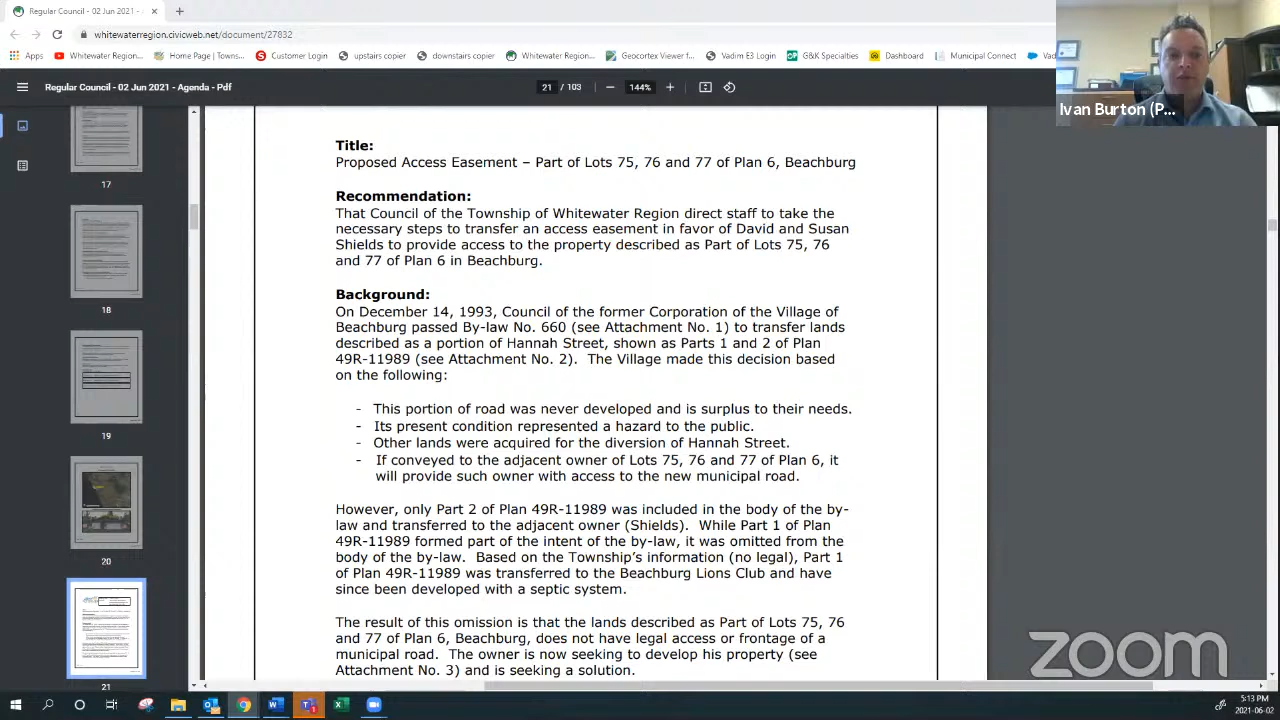 Regular Council - 02 Jun 2021 -
whitewaterregion.civicweb.net/document/27832
Apps
Whitewater Region...
Home Page | Towns...
Customer Login
upstairs copier
downstairs copier
Whitewater Region...
Geocortex Viewer f...
Vadim E3 Login
G&K Specialties
Dashboard
Municipal Connect
Vac
Regular Council - 02 Jun 2021 - Agenda - Pdf
21 / 103
144%
Ivan Burton (P...
17
18
19
20
21
Title:
Proposed Access Easement – Part of Lots 75, 76 and 77 of Plan 6, Beachburg
Recommendation:
That Council of the Township of Whitewater Region direct staff to take the
necessary steps to transfer an access easement in favor of David and Susan
Shields to provide access to the property described as Part of Lots 75, 76
and 77 of Plan 6 in Beachburg.
Background:
On December 14, 1993, Council of the former Corporation of the Village of
Beachburg passed By-law No. 660 (see Attachment No. 1) to transfer lands
described as a portion of Hannah Street, shown as Parts 1 and 2 of Plan
49R-11989 (see Attachment No. 2). The Village made this decision based
on the following:
- This portion of road was never developed and is surplus to their needs.
- Its present condition represented a hazard to the public.
- Other lands were acquired for the diversion of Hannah Street.
- If conveyed to the adjacent owner of Lots 75, 76 and 77 of Plan 6, it
will provide such owner with access to the new municipal road.
However, only Part 2 of Plan 49R-11989 was included in the body of the by-
law and transferred to the adjacent owner (Shields). While Part 1 of Plan
49R-11989 formed part of the intent of the by-law, it was omitted from the
body of the by-law. Based on the Township's information (no legal), Part 1
of Plan 49R-11989 was transferred to the Beachburg Lions Club and have
since been developed with a septic system.
The result of this omission is that the lands described as Part of Lots 75, 76
and 77 of Plan 6, Beachburg, does not have legal access or frontage of a
municipal road. The owner is now seeking to develop his property (see
Attachment No. 3) and is seeking a solution.
zoom
5:13 PM
2021-06-02